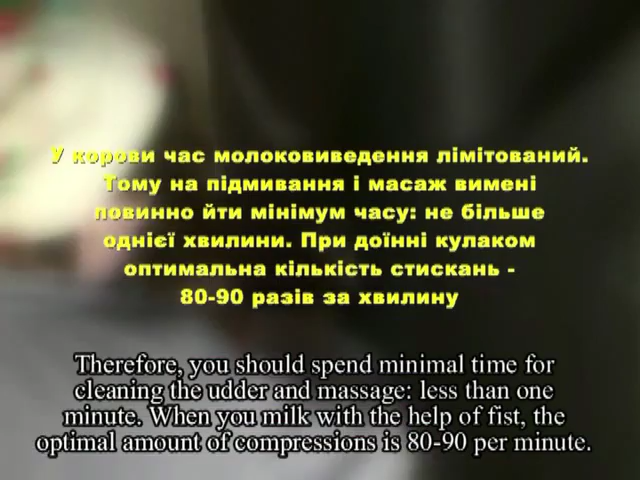 У корови час молоковиведення лімітований.
Тому на підмивання і масаж вимені
повинно йти мінімум часу: не більше
однієї хвилини. При доїнні кулаком
оптимальна кількість стискань -
80-90 разів за хвилину
Therefore, you should spend minimal time for
cleaning the udder and massage: less than one
minute. When you milk with the help of fist, the
optimal amount of compressions is 80-90 per minute.